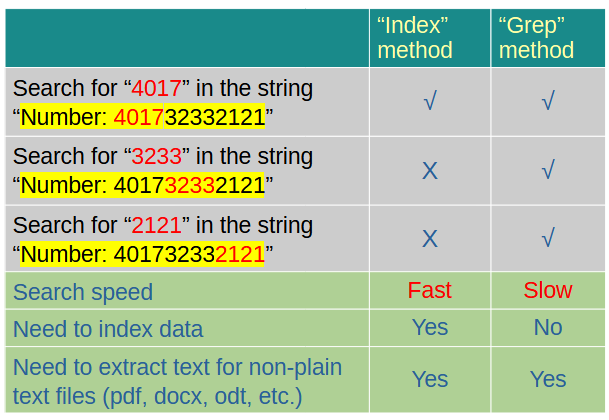 “Index” “Grep”
method method
Search for “4017” in the string
“Number: 401732332121” √ √
Search for “3233” in the string
“Number: 401732332121” X √
Search for “2121” in the string
“Number: 401732332121” X √
Search speed Fast Slow
Need to index data Yes No
Need to extract text for non-plain
text files (pdf, docx, odt, etc.) Yes Yes